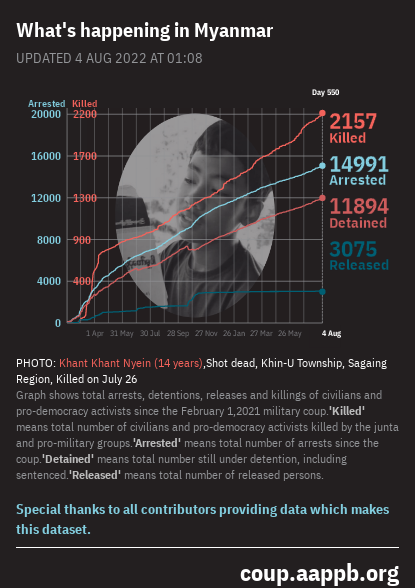 What's happening in Myanmar
UPDATED 4 AUG 2022 AT 01:08
Day 550
Arrested Killed
20000 2200
2157
Killed
16000 1700
14991
Arrested
12000 1300
11894
Detained
8000 900
3075
Released
4000 400
0
1 Apr 31 May 30 Jul 28 Sep 27 Nov 26 Jan 27 Mar 26 May 4 Aug
PHOTO: Khant Khant Nyein (14 years),Shot dead, Khin-U Township, Sagaing
Region, Killed on July 26
Graph shows total arrests, detentions, releases and killings of civilians and
pro-democracy activists since the February 1,2021 military coup.'Killed'
means total number of civilians and pro-democracy activists killed by the junta
and pro-military groups.'Arrested' means total number of arrests since the
coup.'Detained' means total number still under detention, including
sentenced.'Released' means total number of released persons.
Special thanks to all contributors providing data which makes
this dataset.
coup.aappb.org